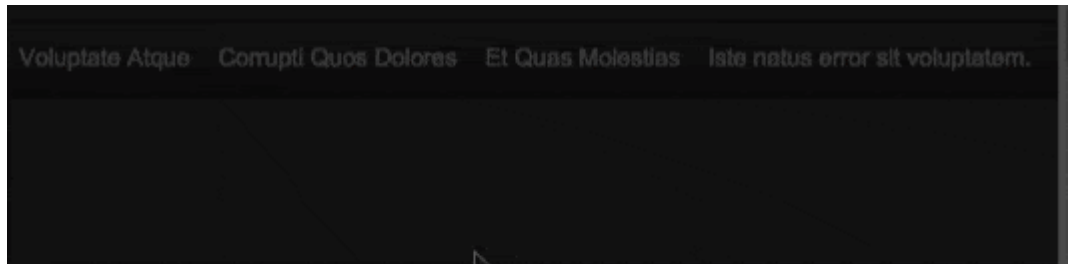 Voluptate Atque Corrupti Quos Dolores Et Quas Molestias Iste natus error sit voluptatem.